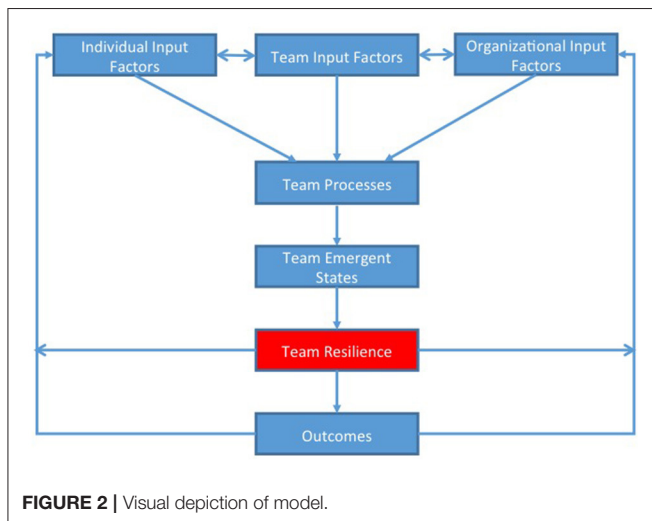 Individual Input
Factors
Team Input Factors
Organizational Input
Factors
Team Processes
Team Emergent
States
Team Resilience
Outcomes
FIGURE 2 | Visual depiction of model.